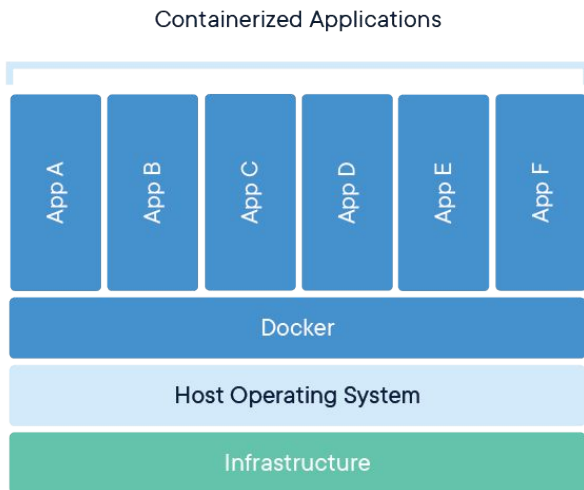 Containerized Applications
App A
App B
App C
App D
App E
App F
Docker
Host Operating System
Infrastructure